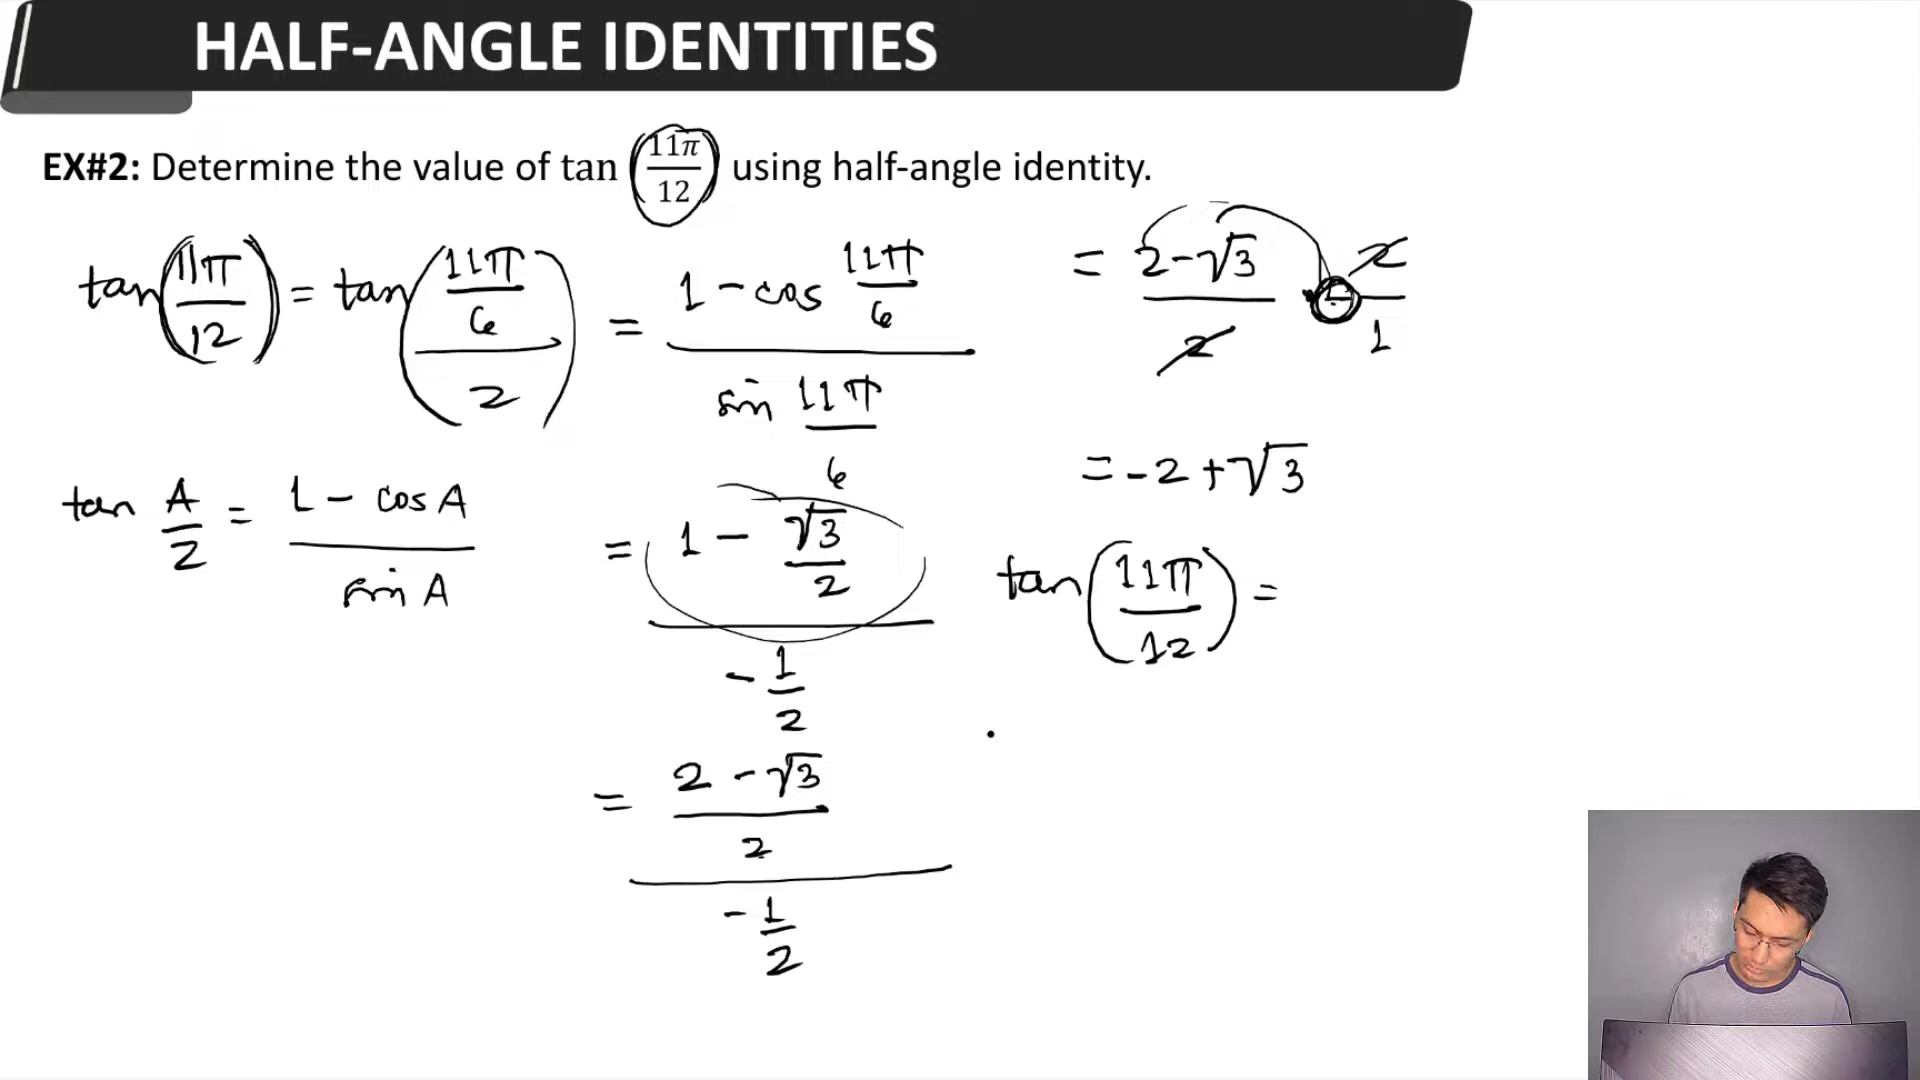 HALF-ANGLE IDENTITIES
EX#2: Determine the value of tan (11π/12) using half-angle identity.
tan(11π/12) = tan((11π/6)/2) = (1 - cos 11π/6)/(sin 11π/6)
tan A/2 = (1 - cos A)/(sin A)
= (1 - √3/2)/(-1/2)
= ((2 - √3)/2)/(-1/2)
= (2 - √3)/2 · - 2/1
= -2 + √3
tan(11π/12) =